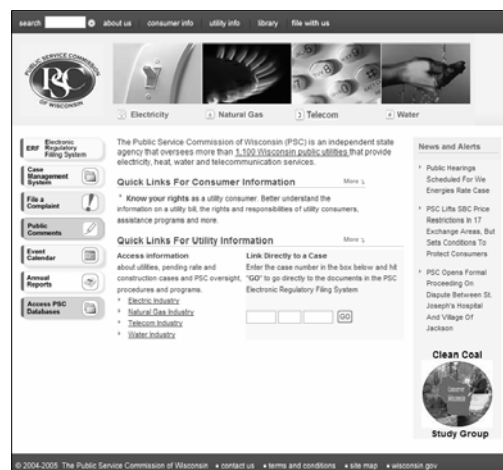 search
about us
consumer info
utility info
library
file with us
PUBLIC SERVICE COMMISSION
PSC
OF WISCONSIN
Electricity
Natural Gas
Telecom
Water
ERF Electronic
Regulatory
Filing System
Case
Management
System
File a
Complaint
Public
Comments
Event
Calendar
Annual
Reports
Access PSC
Databases
The Public Service Commission of Wisconsin (PSC) is an independent state
agency that oversees more than 1,100 Wisconsin public utilities that provide
electricity, heat, water and telecommunication services.
Quick Links For Consumer Information
More
Know your rights as a utility consumer. Better understand the
information on a utility bill, the rights and responsibilities of utility consumers,
assistance programs and more.
Quick Links For Utility Information
More
Access information
about utilities, pending rate and
construction cases and PSC oversight,
procedures and programs.
Electric Industry
Natural Gas Industry
Telecom Industry
Water Industry
Link Directly to a Case
Enter the case number in the box below and hit
"GO" to go directly to the documents in the PSC
Electronic Regulatory Filing System
GO
News and Alerts
Public Hearings
Scheduled For We
Energies Rate Case
PSC Lifts SBC Price
Restrictions in 17
Exchange Areas, But
Sets Conditions To
Protect Consumers
PSC Opens Formal
Proceeding On
Dispute Between St.
Joseph's Hospital
And Village Of
Jackson
Clean Coal
Study Group
© 2004-2005 The Public Service Commission of Wisconsin • contact us • terms and conditions • site map • wisconsin.gov